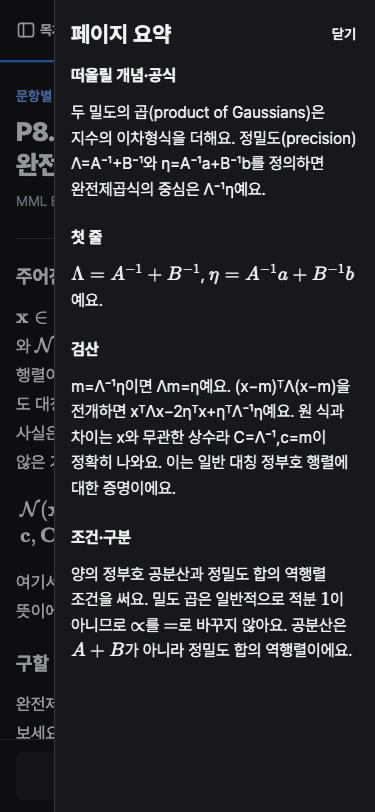 페이지 요약
닫기
떠올릴 개념·공식
두 밀도의 곱(product of Gaussians)은
지수의 이차형식을 더해요. 정밀도(precision)
Λ=A⁻¹+B⁻¹와 η=A⁻¹a+B⁻¹b를 정의하면
완전제곱식의 중심은 Λ⁻¹η예요.
첫 줄
Λ = A⁻¹ + B⁻¹, η = A⁻¹a + B⁻¹b
예요.
검산
m=Λ⁻¹η이면 Λm=η예요. (x−m)ᵀΛ(x−m)을
전개하면 xᵀΛx−2ηᵀx+ηᵀΛ⁻¹η예요. 원 식과
차이는 x와 무관한 상수라 C=Λ⁻¹,c=m이
정확히 나와요. 이는 일반 대칭 정부호 행렬에
대한 증명이에요.
조건·구분
양의 정부호 공분산과 정밀도 합의 역행렬
조건을 써요. 밀도 곱은 일반적으로 적분 1이
아니므로 ∝를 =로 바꾸지 않아요. 공분산은
A + B가 아니라 정밀도 합의 역행렬이에요.
문항별
P8.
완전
MML
주어
x ∈
와 N
행렬이
도 대
사실은
않은
N(x
c, C
여기서
뜻이
구할
완전제
보세요